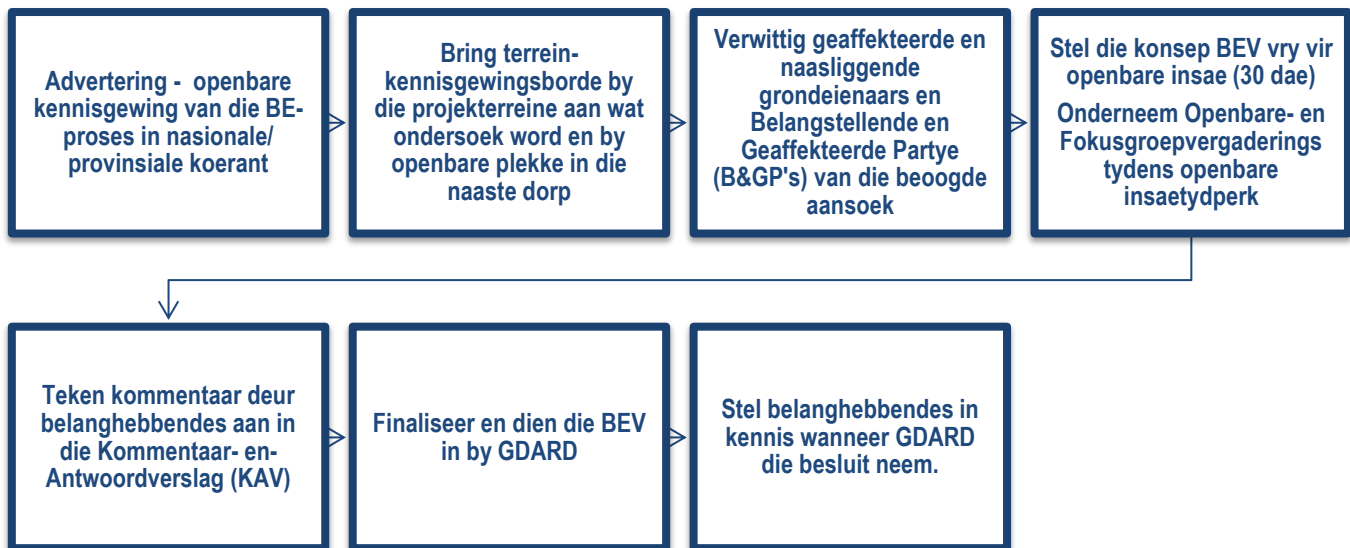 Advertering - openbare
kennisgewing van die BE-
proses in nasionale/
provinsiale koerant
Bring terrein-
kennisgewingsborde by
die projekterreine aan wat
ondersoek word en by
openbare plekke in die
naaste dorp
Verwittig geaffekteerde en
naasliggende
grondeienaars en
Belangstellende en
Geaffekteerde Partye
(B&GP's) van die beoogde
aansoek
Stel die konsep BEV vry vir
openbare insae (30 dae)
Onderneem Openbare- en
Fokusgroepvergaderings
tydens openbare
insaetydperk
Teken kommentaar deur
belanghebbendes aan in
die Kommentaar- en-
Antwoordverslag (KAV)
Finaliseer en dien die BEV
in by GDARD
Stel belanghebbendes in
kennis wanneer GDARD
die besluit neem.